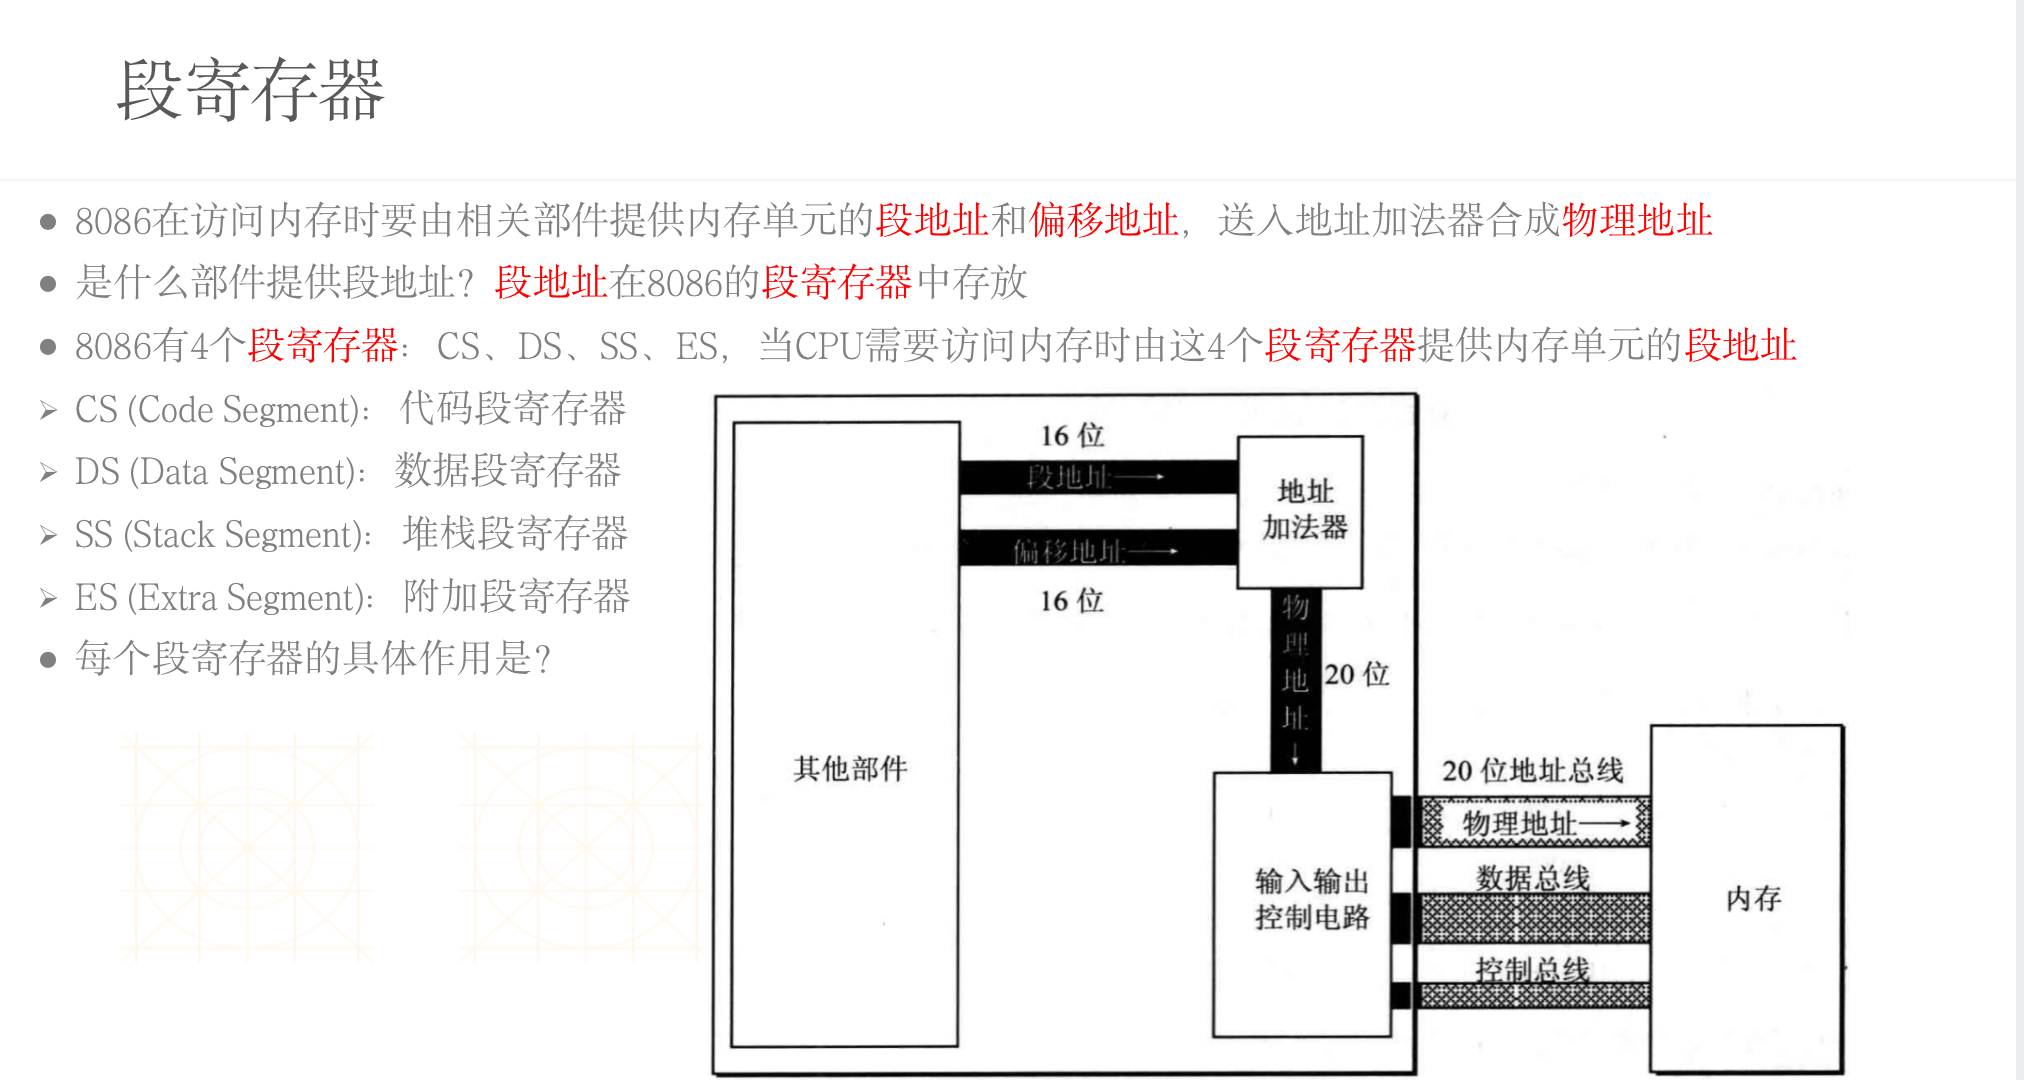 段寄存器
● 8086在访问内存时要由相关部件提供内存单元的段地址和偏移地址，送入地址加法器合成物理地址
● 是什么部件提供段地址？段地址在8086的段寄存器中存放
● 8086有4个段寄存器：CS、DS、SS、ES，当CPU需要访问内存时由这4个段寄存器提供内存单元的段地址
➢ CS (Code Segment)： 代码段寄存器
➢ DS (Data Segment)： 数据段寄存器
➢ SS (Stack Segment)： 堆栈段寄存器
➢ ES (Extra Segment)： 附加段寄存器
● 每个段寄存器的具体作用是？
16 位
段地址
偏移地址
16 位
地址
加法器
物理地址
20 位
其他部件
输入输出
控制电路
20 位地址总线
物理地址
数据总线
控制总线
内存